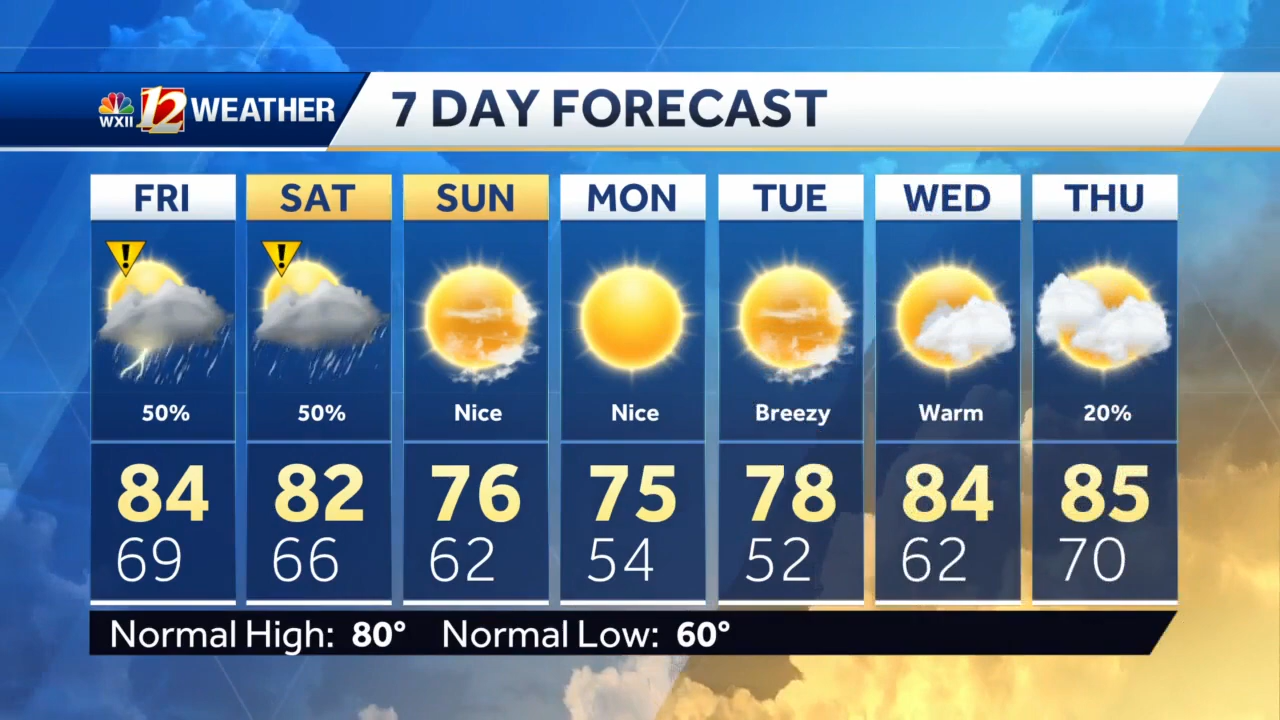 WXII 12 WEATHER
7 DAY FORECAST
FRI SAT SUN MON TUE WED THU
! !
50% 50% Nice Nice Breezy Warm 20%
84 82 76 75 78 84 85
69 66 62 54 52 62 70
Normal High: 80° Normal Low: 60°